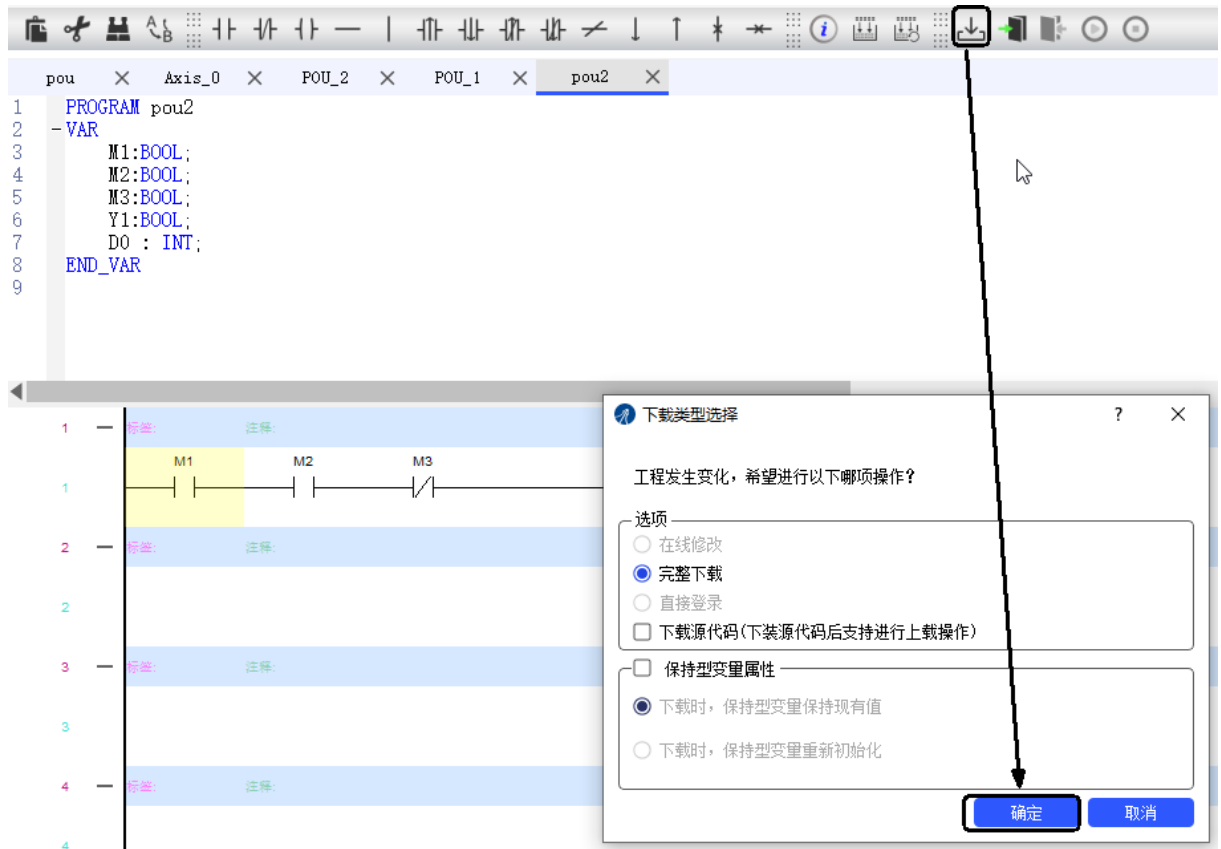 pou Axis_0 POU_2 POU_1 pou2
1 PROGRAM pou2
2 VAR
3 M1:BOOL;
4 M2:BOOL;
5 M3:BOOL;
6 Y1:BOOL;
7 D0 : INT;
8 END_VAR
9
1 标签: 注释:
M1 M2 M3
1
2 标签: 注释:
2
3 标签: 注释:
3
4 标签: 注释:
4
下载类型选择 ? 
工程发生变化，希望进行以下哪项操作?
选项
在线修改
完整下载
直接登录
下载源代码(下装源代码后支持进行上载操作)
保持型变量属性
下载时，保持型变量保持现有值
下载时，保持型变量重新初始化
确定 取消